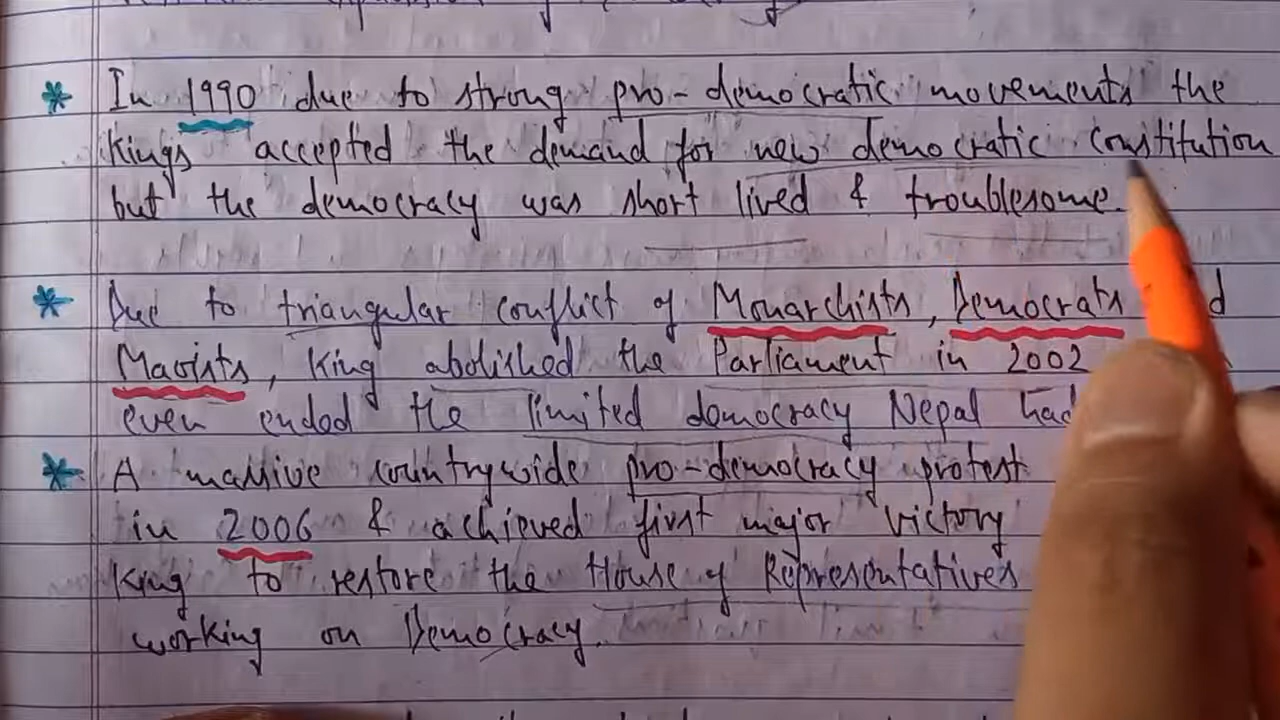 * In 1990 due to strong pro-democratic movements the
Kings accepted the demand for new democratic constitution
but the democracy was short lived & troublesome.
* Due to triangular conflict of Monarchists, Democrats
Maoists, King abolished the Parliament in 2002
even ended the limited democracy Nepal had
* A massive countrywide pro-democracy protest
in 2006 & achieved first major victory
King to restore the House of Representatives
working on Democracy.